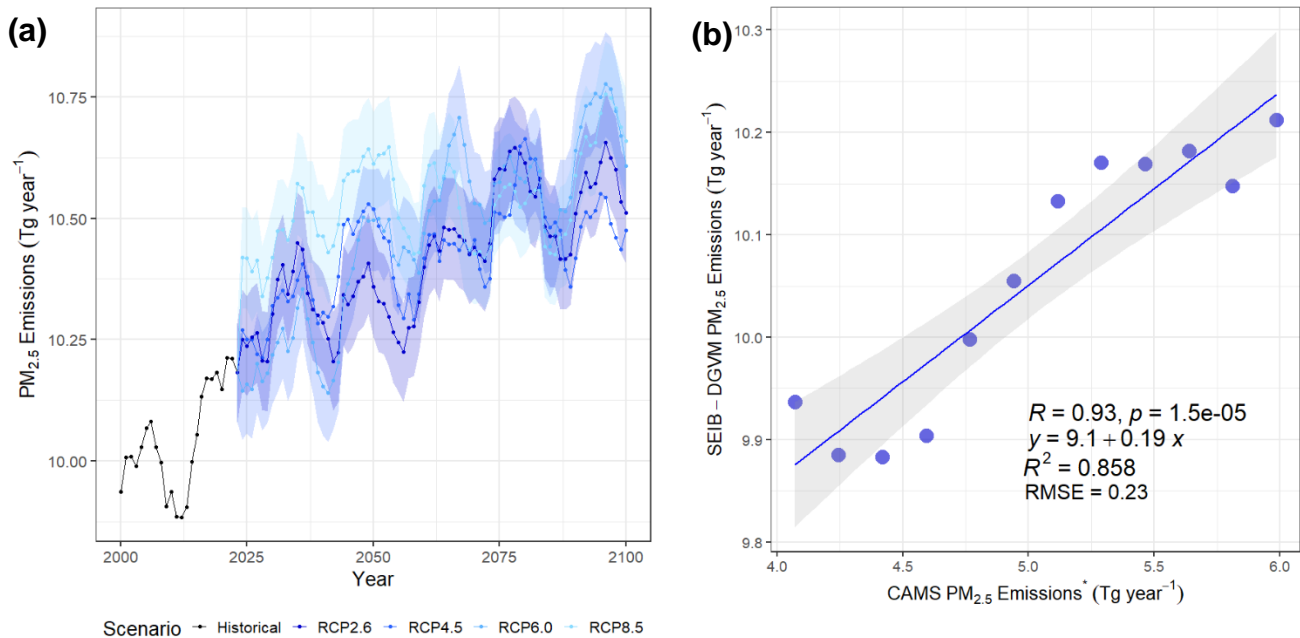 (a)
PM₂.₅ Emissions (Tg year⁻¹)
10.75
10.50
10.25
10.00
2000 2025 2050 2075 2100
Year
Scenario Historical RCP2.6 RCP4.5 RCP6.0 RCP8.5
(b)
SEIB – DGVM PM₂.₅ Emissions (Tg year⁻¹)
10.3
10.2
10.1
10.0
9.9
9.8
R = 0.93, p = 1.5e-05
y = 9.1 + 0.19 x
R² = 0.858
RMSE = 0.23
4.0 4.5 5.0 5.5 6.0
CAMS PM₂.₅ Emissions* (Tg year⁻¹)